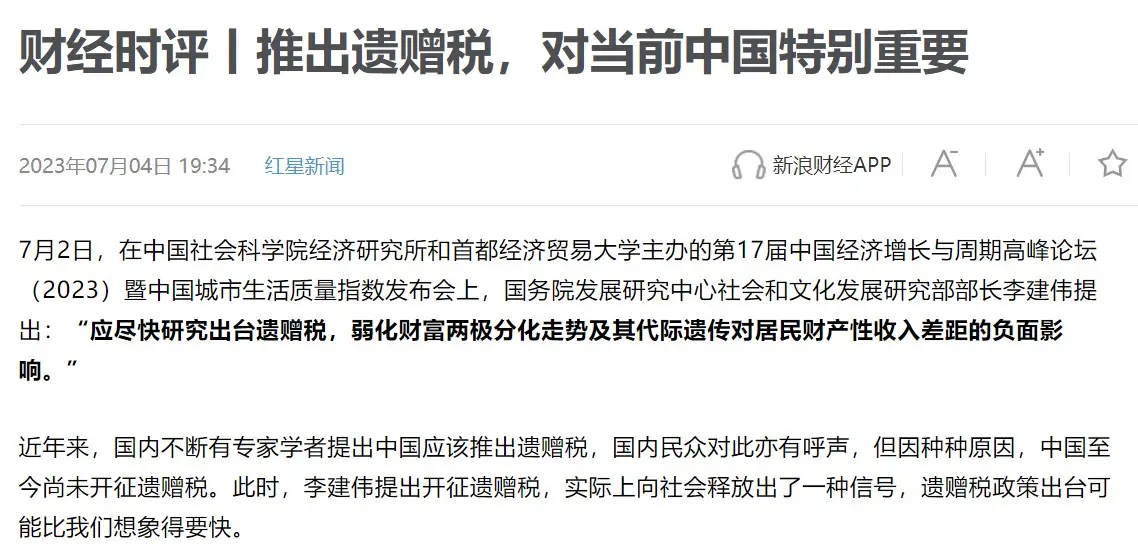 财经时评丨推出遗赠税，对当前中国特别重要
2023年07月04日 19:34 红星新闻 新浪财经APP A- A+
7月2日，在中国社会科学院经济研究所和首都经济贸易大学主办的第17届中国经济增长与周期高峰论坛
（2023）暨中国城市生活质量指数发布会上，国务院发展研究中心社会和文化发展研究部部长李建伟提
出：“应尽快研究出台遗赠税，弱化财富两极分化走势及其代际遗传对居民财产性收入差距的负面影
响。”
近年来，国内不断有专家学者提出中国应该推出遗赠税，国内民众对此亦有呼声，但因种种原因，中国至
今尚未开征遗赠税。此时，李建伟提出开征遗赠税，实际上向社会释放出了一种信号，遗赠税政策出台可
能比我们想象得要快。